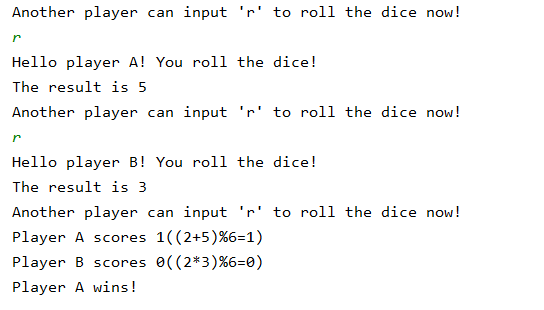 Another player can input 'r' to roll the dice now!
r
Hello player A! You roll the dice!
The result is 5
Another player can input 'r' to roll the dice now!
r
Hello player B! You roll the dice!
The result is 3
Another player can input 'r' to roll the dice now!
Player A scores 1((2+5)%6=1)
Player B scores 0((2*3)%6=0)
Player A wins!